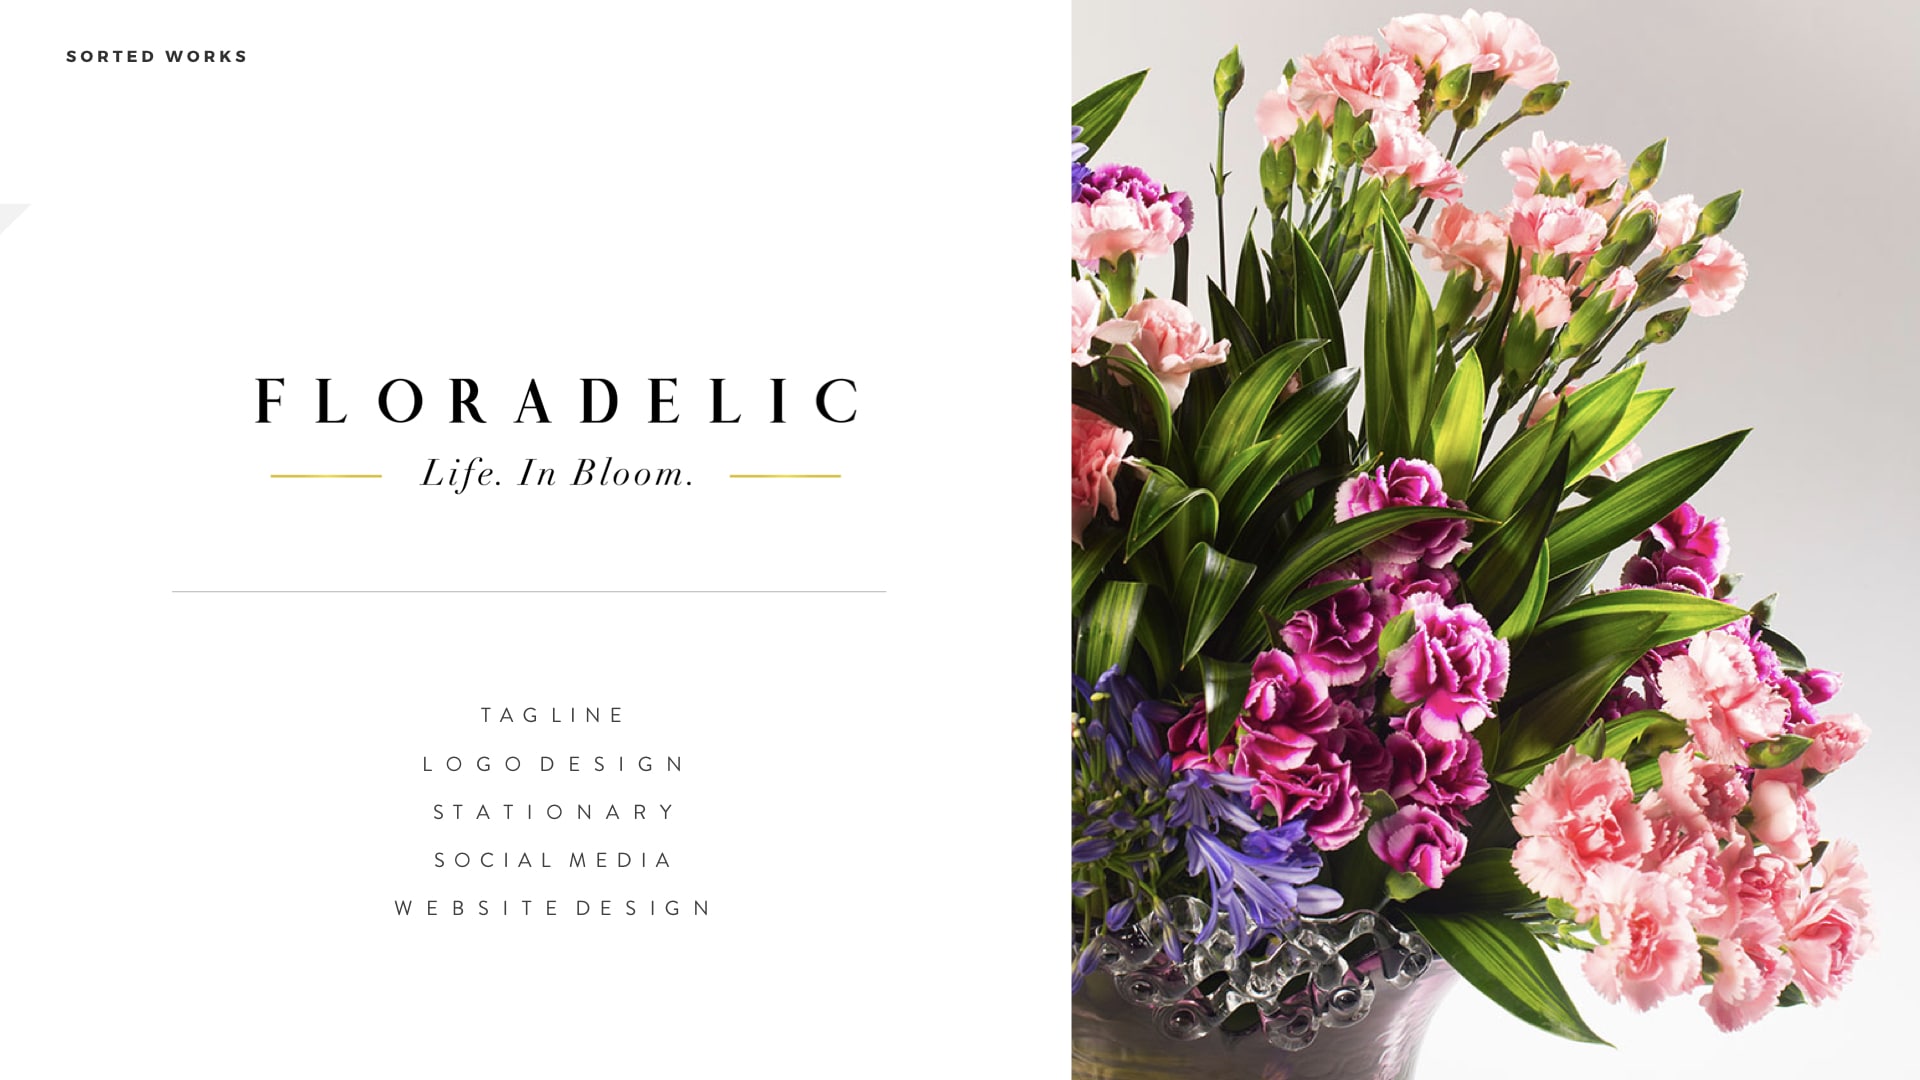 SORTED WORKS
FLORADELIC
Life. In Bloom.
TAGLINE
LOGO DESIGN
STATIONARY
SOCIAL MEDIA
WEBSITE DESIGN